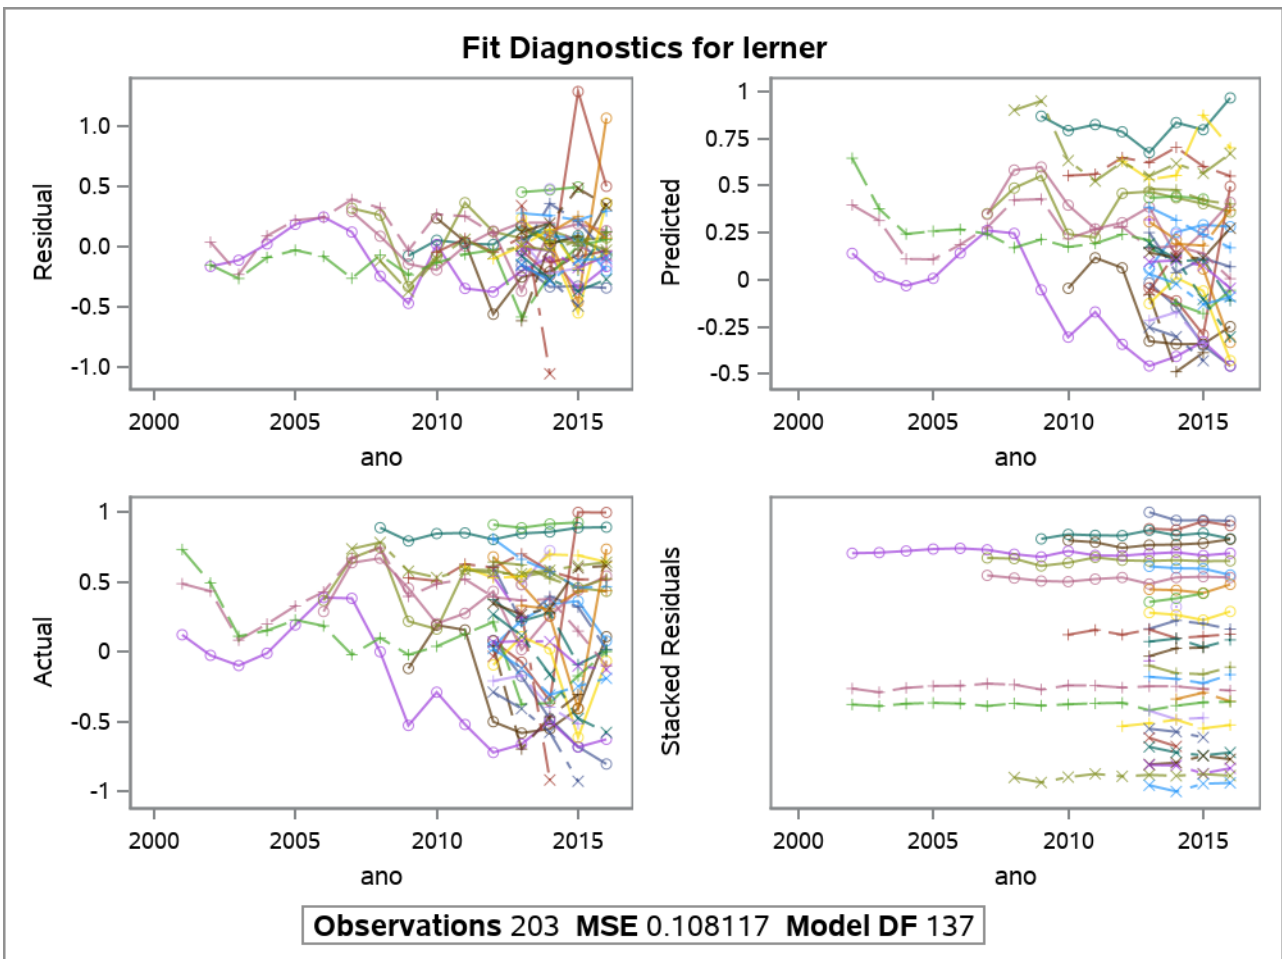 Fit Diagnostics for lerner
Residual
1.0
0.5
0.0
-0.5
-1.0
2000 2005 2010 2015
ano
Predicted
1
0.75
0.5
0.25
0
-0.25
-0.5
2000 2005 2010 2015
ano
Actual
1
0.5
0
-0.5
-1
2000 2005 2010 2015
ano
Stacked Residuals
2000 2005 2010 2015
ano
Observations 203 MSE 0.108117 Model DF 137